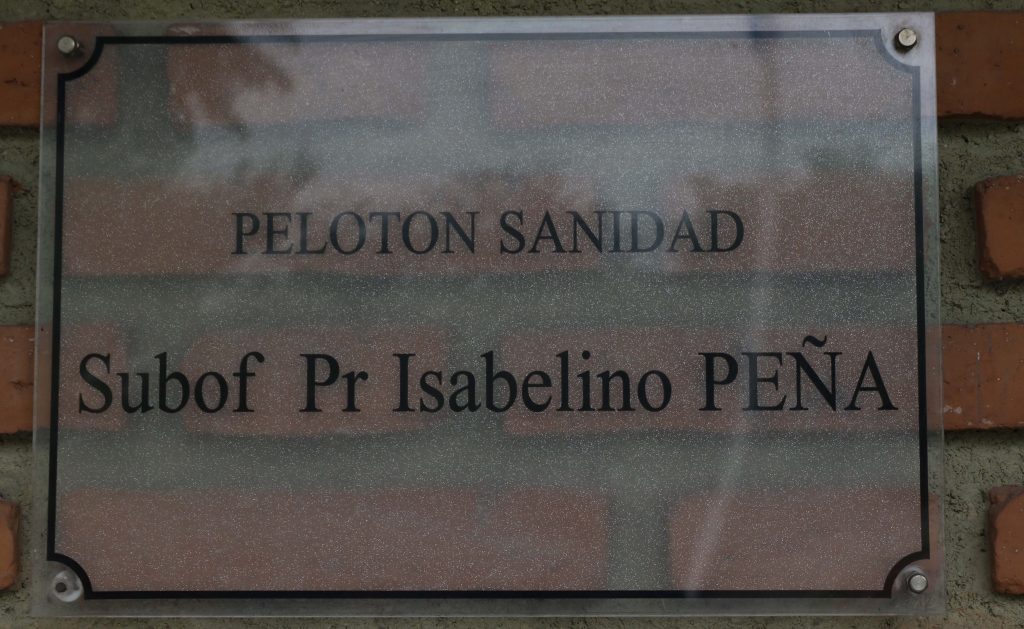 PELOTON SANIDAD
Subof Pr Isabelino PEÑA